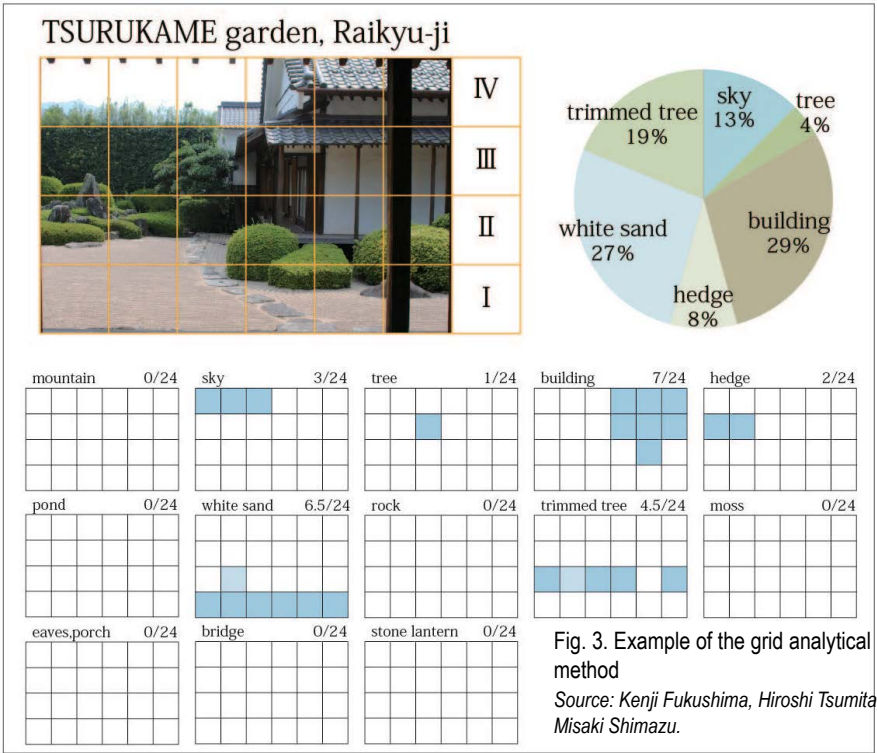 TSURUKAME garden, Raikyu-ji
IV
III
II
I
sky
13%
tree
4%
building
29%
hedge
8%
white sand
27%
trimmed tree
19%
mountain 0/24
sky 3/24
tree 1/24
building 7/24
hedge 2/24
pond 0/24
white sand 6.5/24
rock 0/24
trimmed tree 4.5/24
moss 0/24
eaves,porch 0/24
bridge 0/24
stone lantern 0/24
Fig. 3. Example of the grid analytical
method
Source: Kenji Fukushima, Hiroshi Tsumita
Misaki Shimazu.